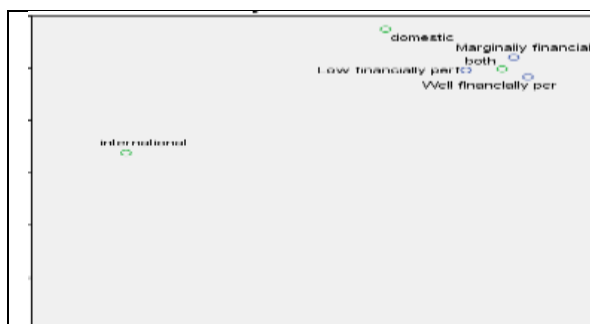 domestic
Marginally financial
both
Low financially perf
Well financially per
international